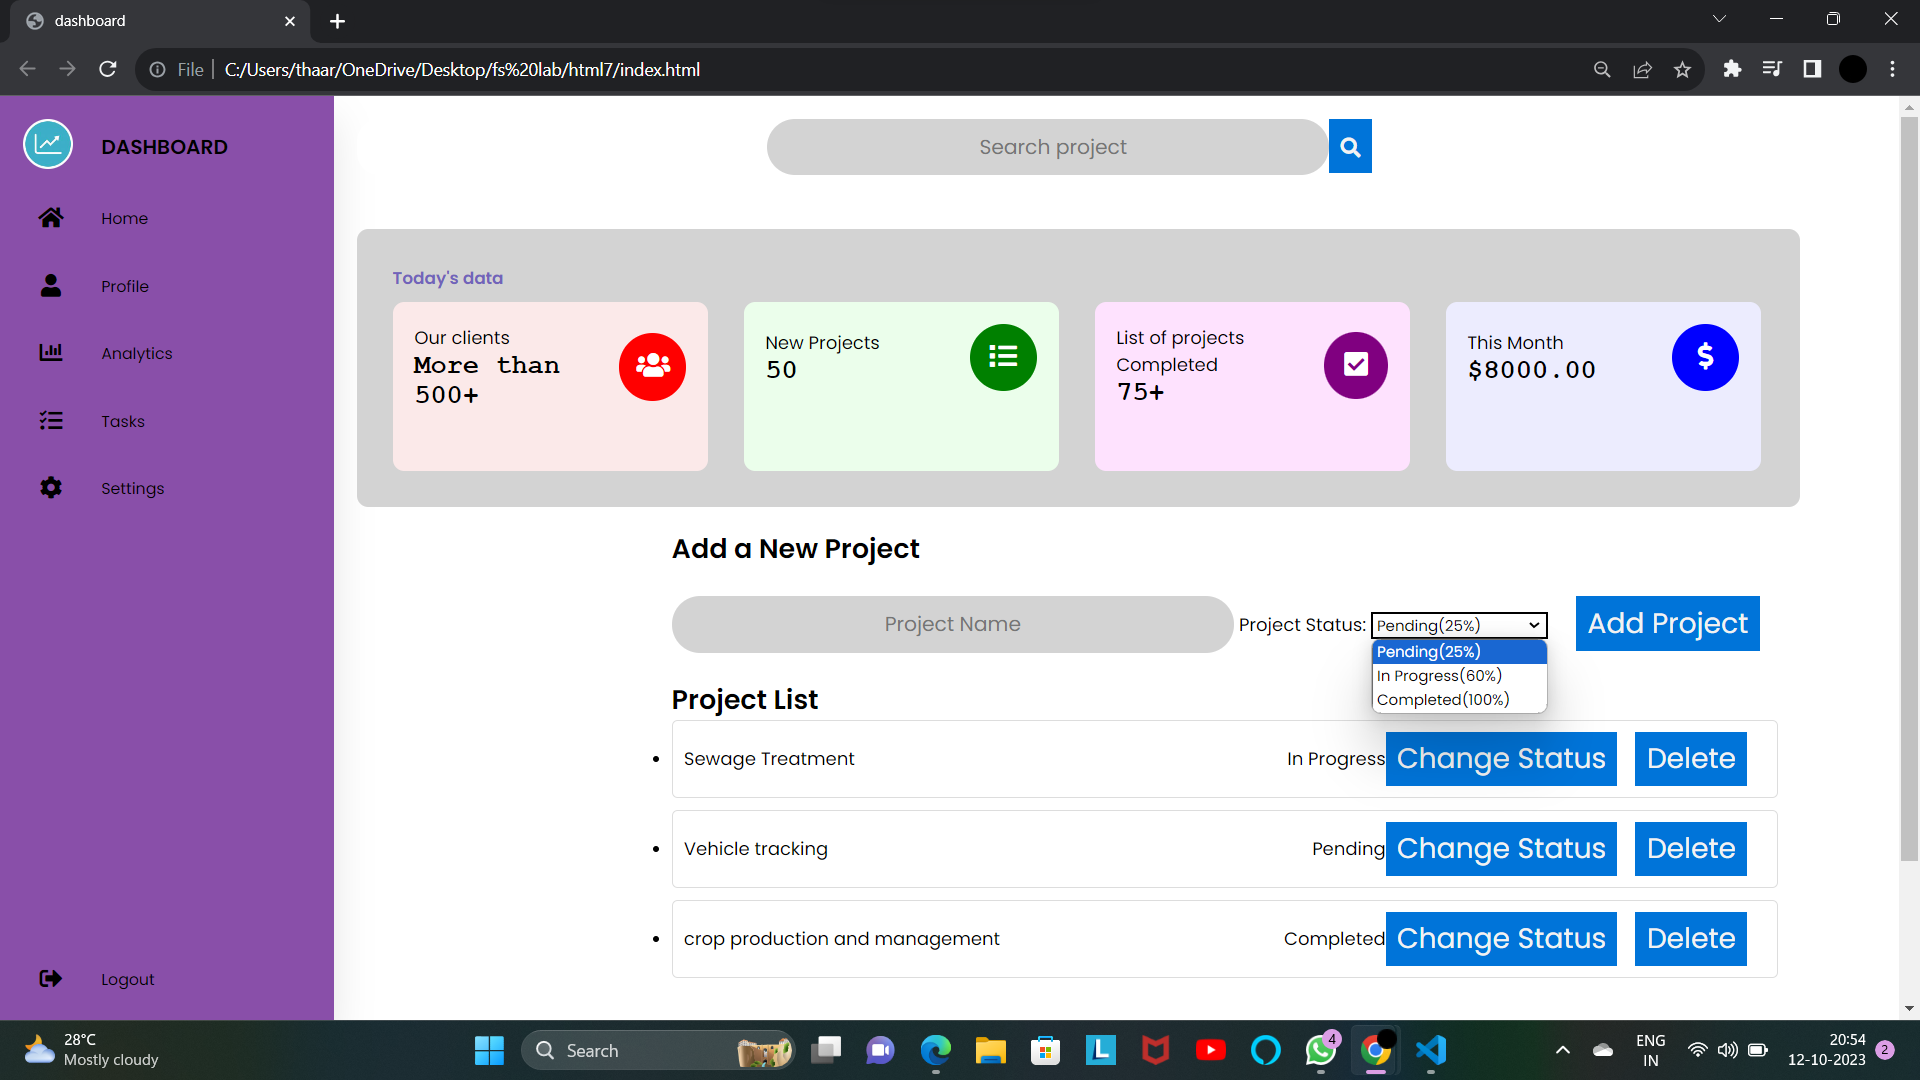 dashboard
File
C:/Users/thaar/OneDrive/Desktop/fs%20lab/html7/index.html
DASHBOARD
Home
Profile
Analytics
Tasks
Settings
Logout
Search project
Today's data
Our clients
More than
500+
New Projects
50
List of projects
Completed
75+
This Month
$8000.00
Add a New Project
Project Name
Project Status:
Pending(25%)
Add Project
Pending(25%)
In Progress(60%)
Completed(100%)
Project List
Sewage Treatment
In Progress
Change Status
Delete
Vehicle tracking
Pending
Change Status
Delete
crop production and management
Completed
Change Status
Delete
28°C
Mostly cloudy
Search
L
4
ENG
IN
20:54
12-10-2023
2